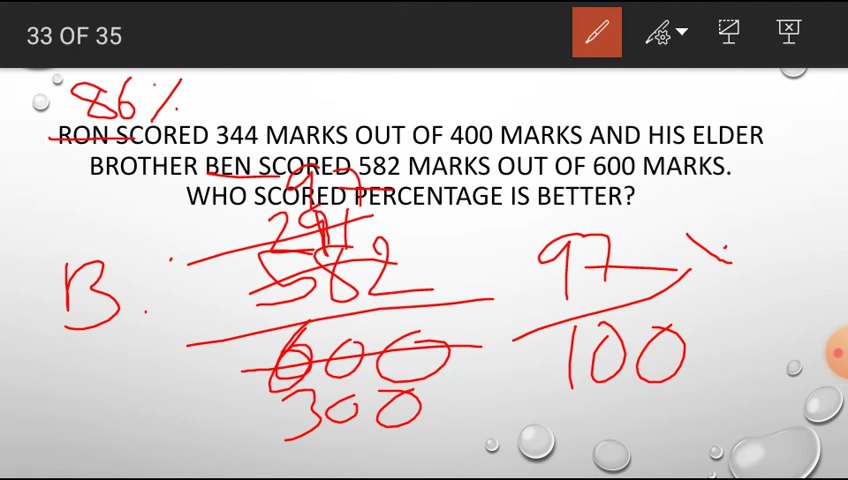 33 OF 35
86%
RON SCORED 344 MARKS OUT OF 400 MARKS AND HIS ELDER
BROTHER BEN SCORED 582 MARKS OUT OF 600 MARKS.
WHO SCORED PERCENTAGE IS BETTER?
97
291
B. 582 97
600 100
300